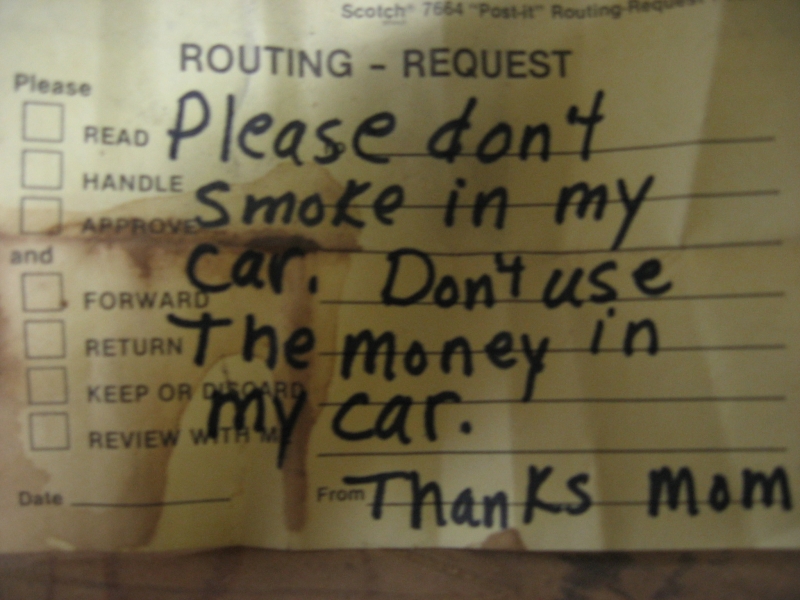 Scotch® 7664 "Post-it" Routing-Request
ROUTING - REQUEST
Please
READ Please don't
HANDLE smoke in my
APPROVE car. Don't use
and
FORWARD
RETURN The money in
KEEP OR DISCARD my car.
REVIEW WITH ME
Date From Thanks Mom